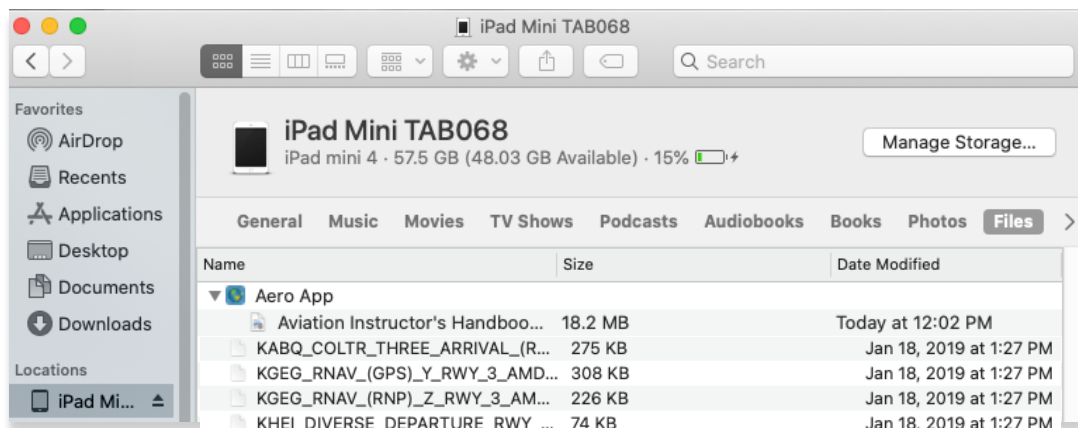 iPad Mini TAB068
Search
Favorites
AirDrop
Recents
Applications
Desktop
Documents
Downloads
Locations
iPad Mi...
iPad Mini TAB068
iPad mini 4 · 57.5 GB (48.03 GB Available) · 15%
Manage Storage...
General Music Movies TV Shows Podcasts Audiobooks Books Photos Files
Name Size Date Modified
Aero App
Aviation Instructor's Handboo... 18.2 MB Today at 12:02 PM
KABQ_COLTR_THREE_ARRIVAL_(R... 275 KB Jan 18, 2019 at 1:27 PM
KGEG_RNAV_(GPS)_Y_RWY_3_AMD... 308 KB Jan 18, 2019 at 1:27 PM
KGEG_RNAV_(RNP)_Z_RWY_3_AM... 226 KB Jan 18, 2019 at 1:27 PM
KHEI_DIVERSE_DEPARTURE_RWY_... 74 KB Jan 18, 2019 at 1:27 PM